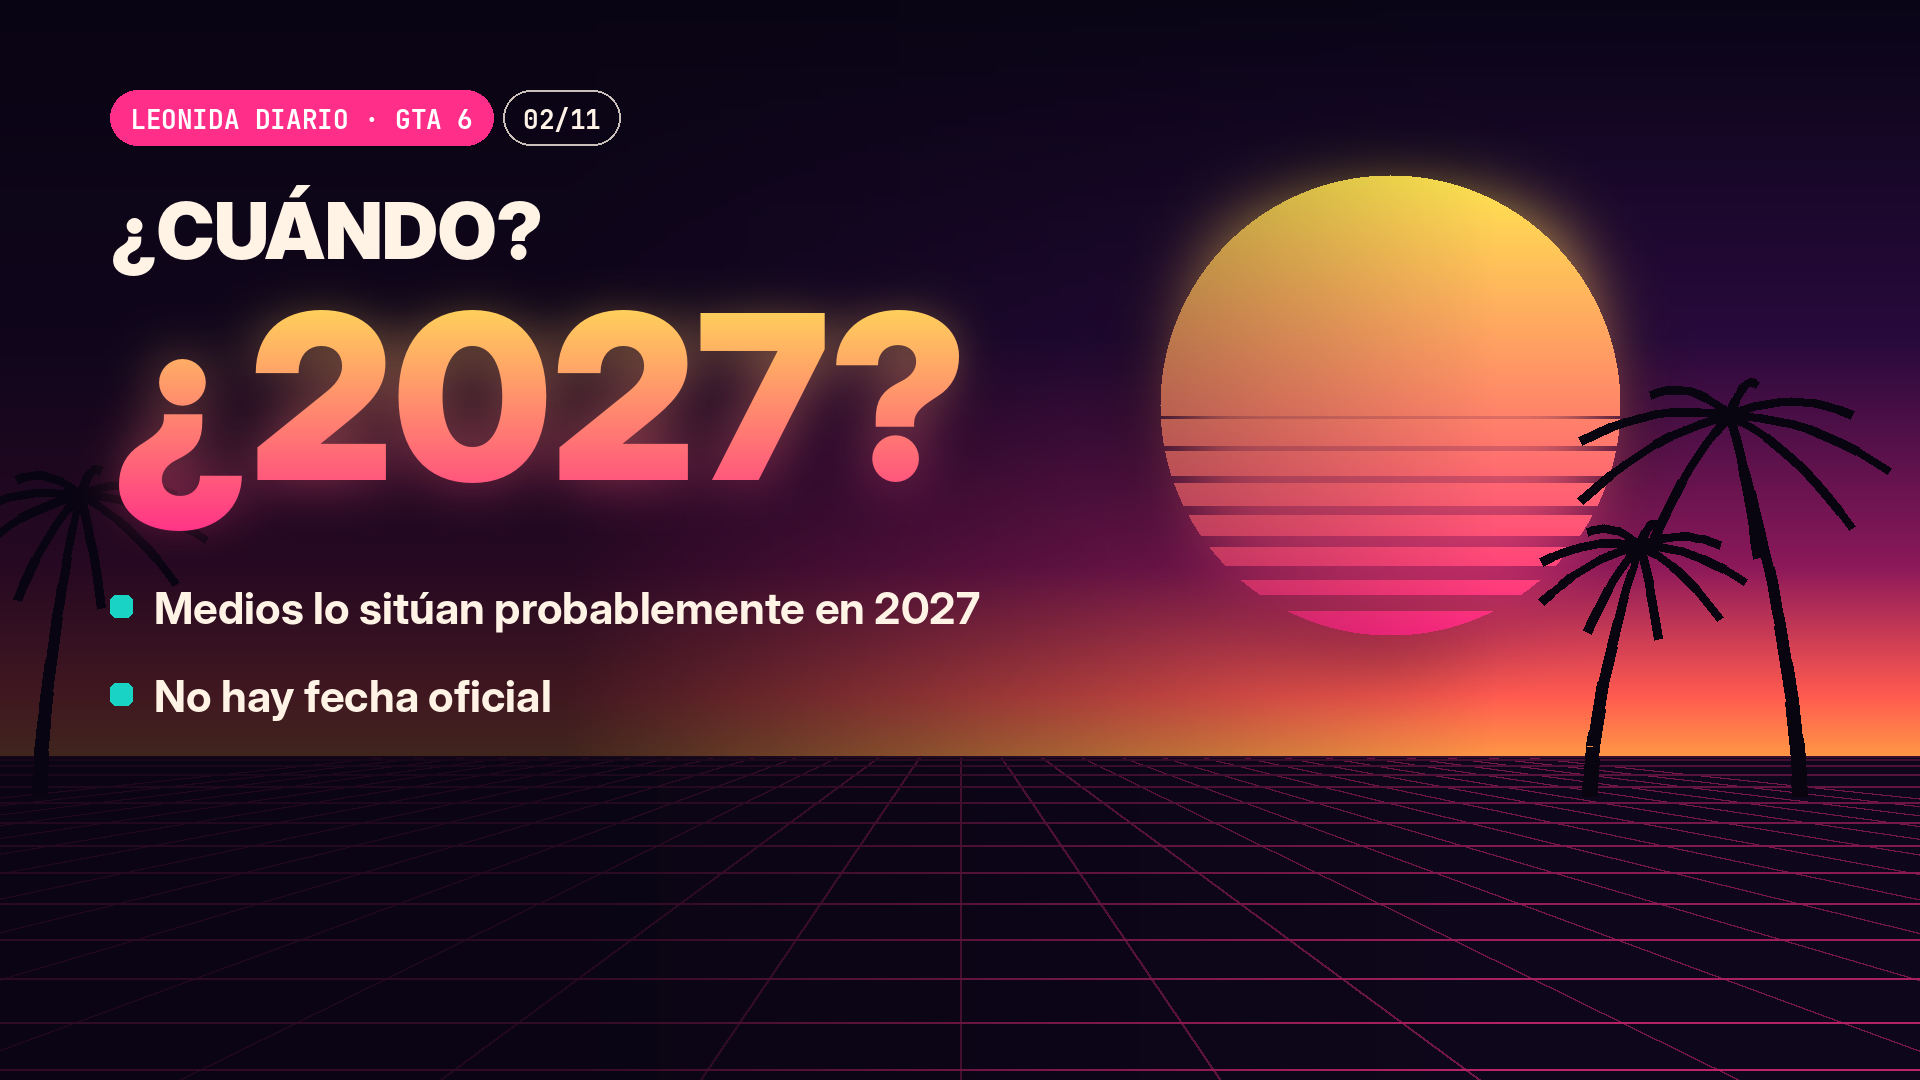 LEONIDA DIARIO · GTA 6 02/11
¿CUÁNDO?
¿2027?
Medios lo sitúan probablemente en 2027
No hay fecha oficial